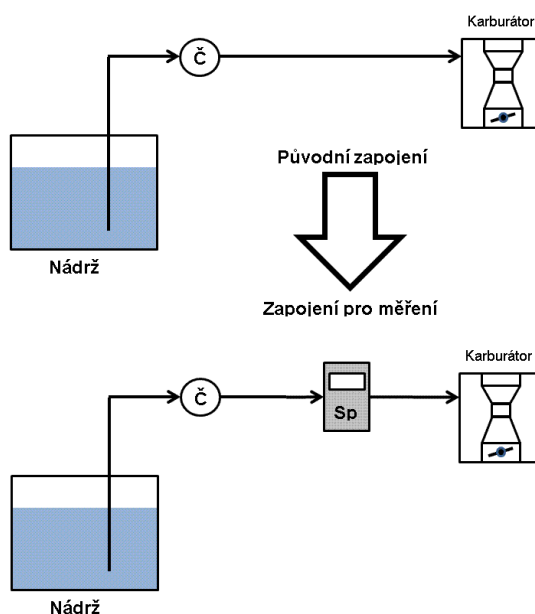 Karburátor
Č
Původní zapojení
Nádrž
Zapojení pro měření
Karburátor
Č
Sp
Nádrž